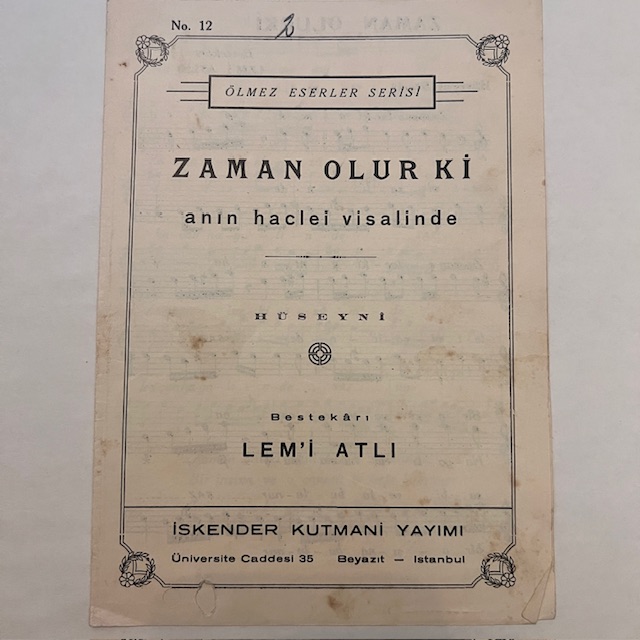 No. 12 2
ÖLMEZ ESERLER SERİSİ
ZAMAN OLUR Kİ
anın haclei visalinde
HÜSEYNİ
Bestekârı
LEM'İ ATLI
İSKENDER KUTMANİ YAYIMI
Üniversite Caddesi 35 Beyazıt — Istanbul